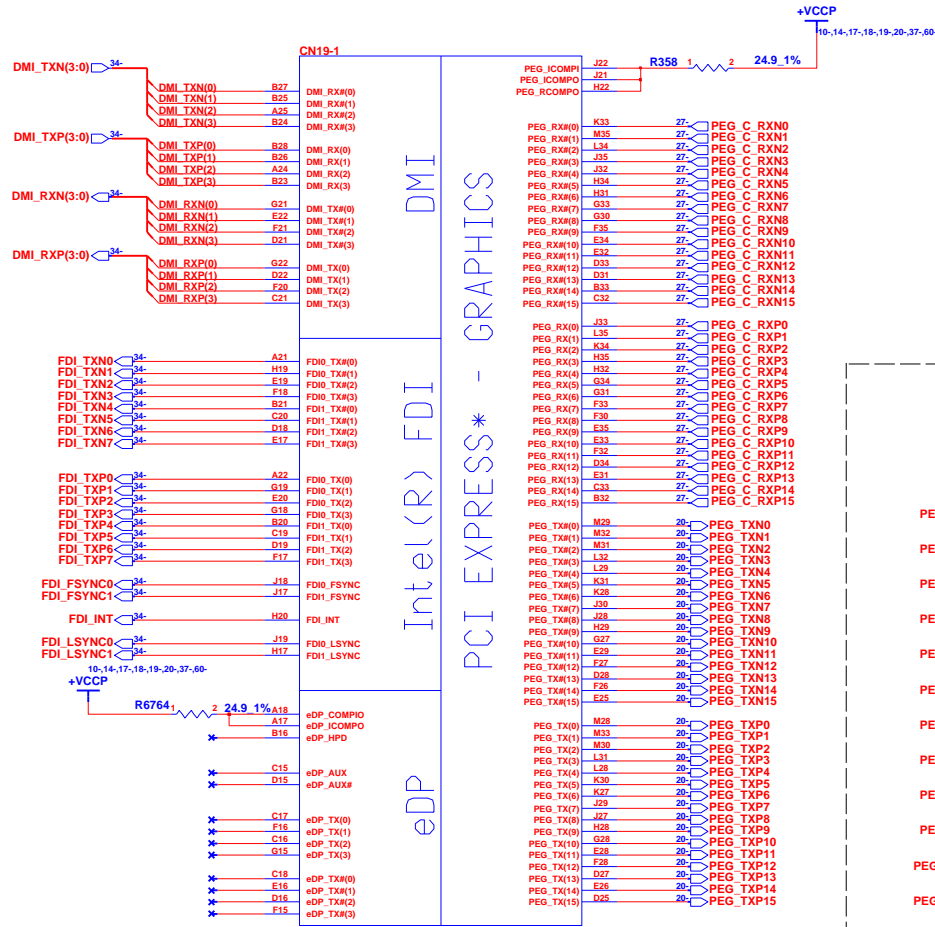 +VCCP
10-,14-,17-,18-,19-,20-,37-,60-
CN19-1
R358 1 2 24.9_1%
J22 PEG_ICOMPI
J21 PEG_ICOMPO
H22 PEG_RCOMPO
DMI_TXN(3:0) 34-
DMI_TXN(0) B27 DMI_RX#(0)
DMI_TXN(1) B25 DMI_RX#(1)
DMI_TXN(2) A25 DMI_RX#(2)
DMI_TXN(3) B24 DMI_RX#(3)
DMI_TXP(3:0) 34-
DMI_TXP(0) B28 DMI_RX(0)
DMI_TXP(1) B26 DMI_RX(1)
DMI_TXP(2) A24 DMI_RX(2)
DMI_TXP(3) B23 DMI_RX(3)
DMI_RXN(3:0) 34-
DMI_RXN(0) G21 DMI_TX#(0)
DMI_RXN(1) E22 DMI_TX#(1)
DMI_RXN(2) F21 DMI_TX#(2)
DMI_RXN(3) D21 DMI_TX#(3)
DMI_RXP(3:0) 34-
DMI_RXP(0) G22 DMI_TX(0)
DMI_RXP(1) D22 DMI_TX(1)
DMI_RXP(2) F20 DMI_TX(2)
DMI_RXP(3) C21 DMI_TX(3)
DMI
FDI_TXN0 34- A21 FDI0_TX#(0)
FDI_TXN1 34- H19 FDI0_TX#(1)
FDI_TXN2 34- E19 FDI0_TX#(2)
FDI_TXN3 34- F18 FDI0_TX#(3)
FDI_TXN4 34- B21 FDI1_TX#(0)
FDI_TXN5 34- C20 FDI1_TX#(1)
FDI_TXN6 34- D18 FDI1_TX#(2)
FDI_TXN7 34- E17 FDI1_TX#(3)
FDI_TXP0 34- A22 FDI0_TX(0)
FDI_TXP1 34- G19 FDI0_TX(1)
FDI_TXP2 34- E20 FDI0_TX(2)
FDI_TXP3 34- G18 FDI0_TX(3)
FDI_TXP4 34- B20 FDI1_TX(0)
FDI_TXP5 34- C19 FDI1_TX(1)
FDI_TXP6 34- D19 FDI1_TX(2)
FDI_TXP7 34- F17 FDI1_TX(3)
FDI_FSYNC0 34- J18 FDI0_FSYNC
FDI_FSYNC1 34- J17 FDI1_FSYNC
FDI_INT 34- H20 FDI_INT
FDI_LSYNC0 34- J19 FDI0_LSYNC
FDI_LSYNC1 34- H17 FDI1_LSYNC
Intel(R) FDI
10-,14-,17-,18-,19-,20-,37-,60-
+VCCP
R6764 1 2 24.9_1%
A18 eDP_COMPIO
A17 eDP_ICOMPO
B16 eDP_HPD
C15 eDP_AUX
D15 eDP_AUX#
C17 eDP_TX(0)
F16 eDP_TX(1)
C16 eDP_TX(2)
G15 eDP_TX(3)
C18 eDP_TX#(0)
E16 eDP_TX#(1)
D16 eDP_TX#(2)
F15 eDP_TX#(3)
eDP
PCI EXPRESS* - GRAPHICS
PEG_RX#(0) K33 27- PEG_C_RXN0
PEG_RX#(1) M35 27- PEG_C_RXN1
PEG_RX#(2) L34 27- PEG_C_RXN2
PEG_RX#(3) J35 27- PEG_C_RXN3
PEG_RX#(4) J32 27- PEG_C_RXN4
PEG_RX#(5) H34 27- PEG_C_RXN5
PEG_RX#(6) H31 27- PEG_C_RXN6
PEG_RX#(7) G33 27- PEG_C_RXN7
PEG_RX#(8) G30 27- PEG_C_RXN8
PEG_RX#(9) F35 27- PEG_C_RXN9
PEG_RX#(10) E34 27- PEG_C_RXN10
PEG_RX#(11) E32 27- PEG_C_RXN11
PEG_RX#(12) D33 27- PEG_C_RXN12
PEG_RX#(13) D31 27- PEG_C_RXN13
PEG_RX#(14) B33 27- PEG_C_RXN14
PEG_RX#(15) C32 27- PEG_C_RXN15
PEG_RX(0) J33 27- PEG_C_RXP0
PEG_RX(1) L35 27- PEG_C_RXP1
PEG_RX(2) K34 27- PEG_C_RXP2
PEG_RX(3) H35 27- PEG_C_RXP3
PEG_RX(4) H32 27- PEG_C_RXP4
PEG_RX(5) G34 27- PEG_C_RXP5
PEG_RX(6) G31 27- PEG_C_RXP6
PEG_RX(7) F33 27- PEG_C_RXP7
PEG_RX(8) F30 27- PEG_C_RXP8
PEG_RX(9) E35 27- PEG_C_RXP9
PEG_RX(10) E33 27- PEG_C_RXP10
PEG_RX(11) F32 27- PEG_C_RXP11
PEG_RX(12) D34 27- PEG_C_RXP12
PEG_RX(13) E31 27- PEG_C_RXP13
PEG_RX(14) C33 27- PEG_C_RXP14
PEG_RX(15) B32 27- PEG_C_RXP15
PEG_TX#(0) M29 20- PEG_TXN0
PEG_TX#(1) M32 20- PEG_TXN1
PEG_TX#(2) M31 20- PEG_TXN2
PEG_TX#(3) L32 20- PEG_TXN3
PEG_TX#(4) L29 20- PEG_TXN4
PEG_TX#(5) K31 20- PEG_TXN5
PEG_TX#(6) K28 20- PEG_TXN6
PEG_TX#(7) J30 20- PEG_TXN7
PEG_TX#(8) J28 20- PEG_TXN8
PEG_TX#(9) H29 20- PEG_TXN9
PEG_TX#(10) G27 20- PEG_TXN10
PEG_TX#(11) E29 20- PEG_TXN11
PEG_TX#(12) F27 20- PEG_TXN12
PEG_TX#(13) D28 20- PEG_TXN13
PEG_TX#(14) F26 20- PEG_TXN14
PEG_TX#(15) E25 20- PEG_TXN15
PEG_TX(0) M28 20- PEG_TXP0
PEG_TX(1) M33 20- PEG_TXP1
PEG_TX(2) M30 20- PEG_TXP2
PEG_TX(3) L31 20- PEG_TXP3
PEG_TX(4) L28 20- PEG_TXP4
PEG_TX(5) K30 20- PEG_TXP5
PEG_TX(6) K27 20- PEG_TXP6
PEG_TX(7) J29 20- PEG_TXP7
PEG_TX(8) J27 20- PEG_TXP8
PEG_TX(9) H28 20- PEG_TXP9
PEG_TX(10) G28 20- PEG_TXP10
PEG_TX(11) E28 20- PEG_TXP11
PEG_TX(12) F28 20- PEG_TXP12
PEG_TX(13) D27 20- PEG_TXP13
PEG_TX(14) E26 20- PEG_TXP14
PEG_TX(15) D25 20- PEG_TXP15